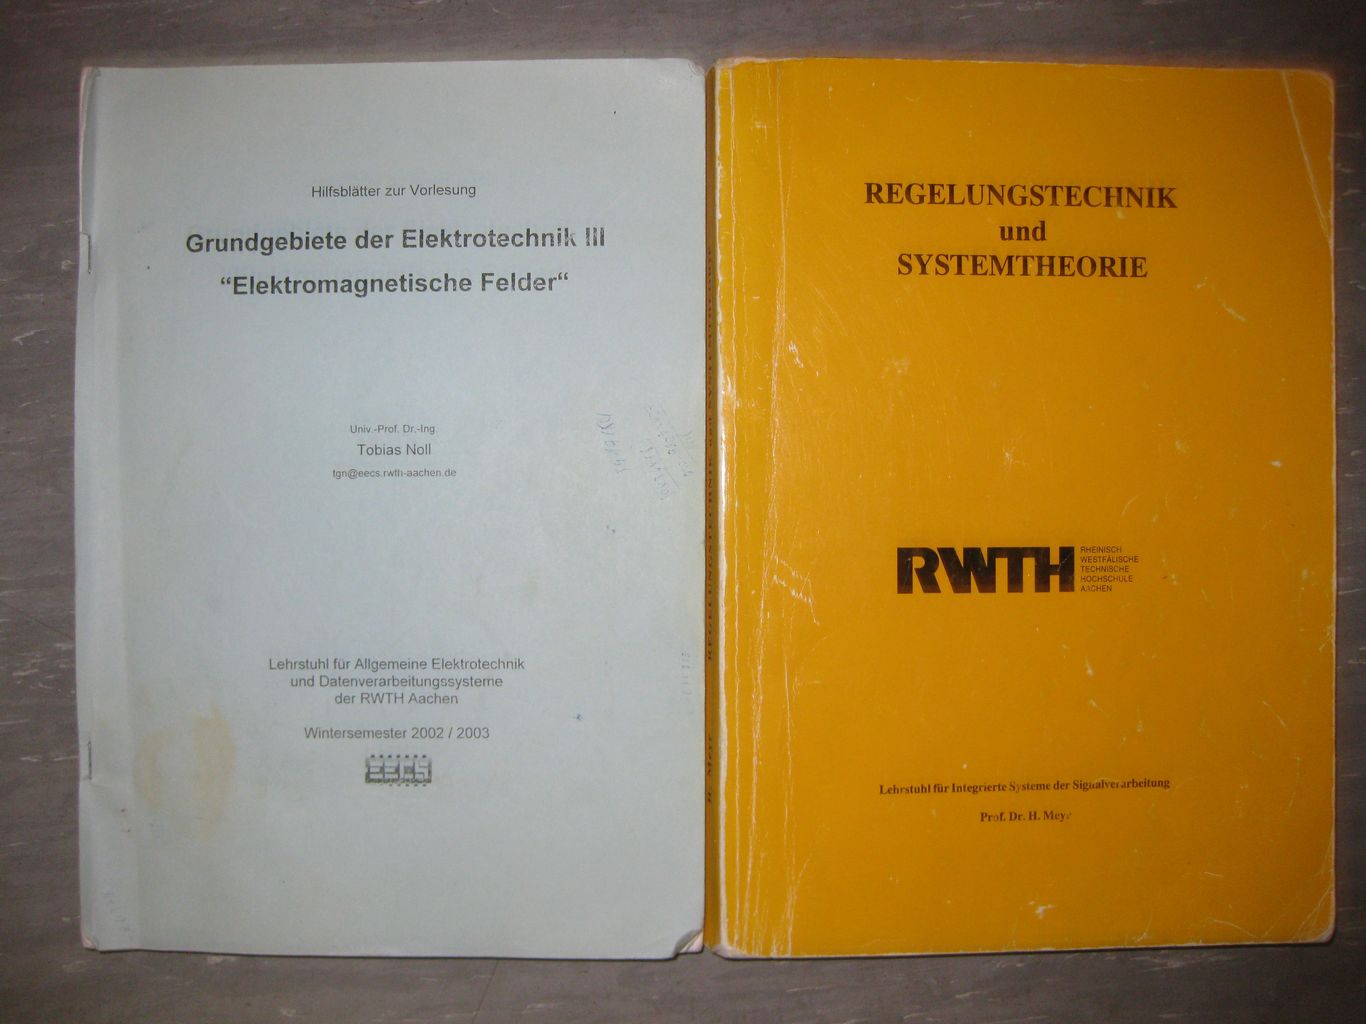 Hilfsblätter zur Vorlesung
Grundgebiete der Elektrotechnik III
“Elektromagnetische Felder“
Univ.-Prof. Dr.-Ing.
Tobias Noll
tgn@eecs.rwth-aachen.de
Lehrstuhl für Allgemeine Elektrotechnik
und Datenverarbeitungssysteme
der RWTH Aachen
Wintersemester 2002 / 2003
EECS
REGELUNGSTECHNIK
und
SYSTEMTHEORIE
RWTH
RHEINISCH
WESTFÄLISCHE
TECHNISCHE
HOCHSCHULE
AACHEN
Lehrstuhl für Integrierte Systeme der Signalverarbeitung
Prof. Dr. H. Meyr